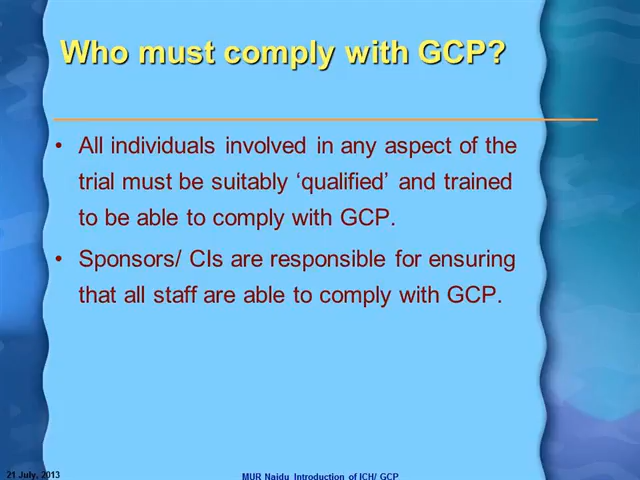 Who must comply with GCP?
• All individuals involved in any aspect of the
trial must be suitably ‘qualified’ and trained
to be able to comply with GCP.
• Sponsors/ CIs are responsible for ensuring
that all staff are able to comply with GCP.
21 July, 2013
MUR Naidu Introduction of ICH/ GCP